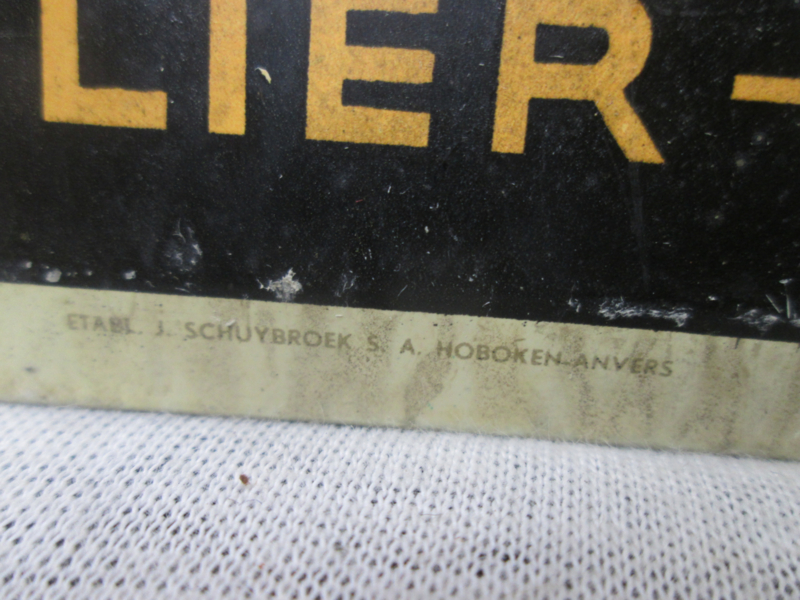 LIER-
ETABL. J. SCHUYBROEK S. A. HOBOKEN-ANVERS